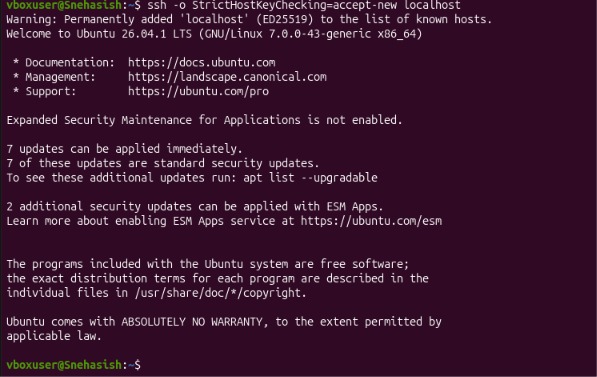 vboxuser@Snehasish:~$ ssh -o StrictHostKeyChecking=accept-new localhost
Warning: Permanently added 'localhost' (ED25519) to the list of known hosts.
Welcome to Ubuntu 26.04.1 LTS (GNU/Linux 7.0.0-43-generic x86_64)
* Documentation: https://docs.ubuntu.com
* Management: https://landscape.canonical.com
* Support: https://ubuntu.com/pro
Expanded Security Maintenance for Applications is not enabled.
7 updates can be applied immediately.
7 of these updates are standard security updates.
To see these additional updates run: apt list --upgradable
2 additional security updates can be applied with ESM Apps.
Learn more about enabling ESM Apps service at https://ubuntu.com/esm
The programs included with the Ubuntu system are free software;
the exact distribution terms for each program are described in the
individual files in /usr/share/doc/*/copyright.
Ubuntu comes with ABSOLUTELY NO WARRANTY, to the extent permitted by
applicable law.
vboxuser@Snehasish:~$